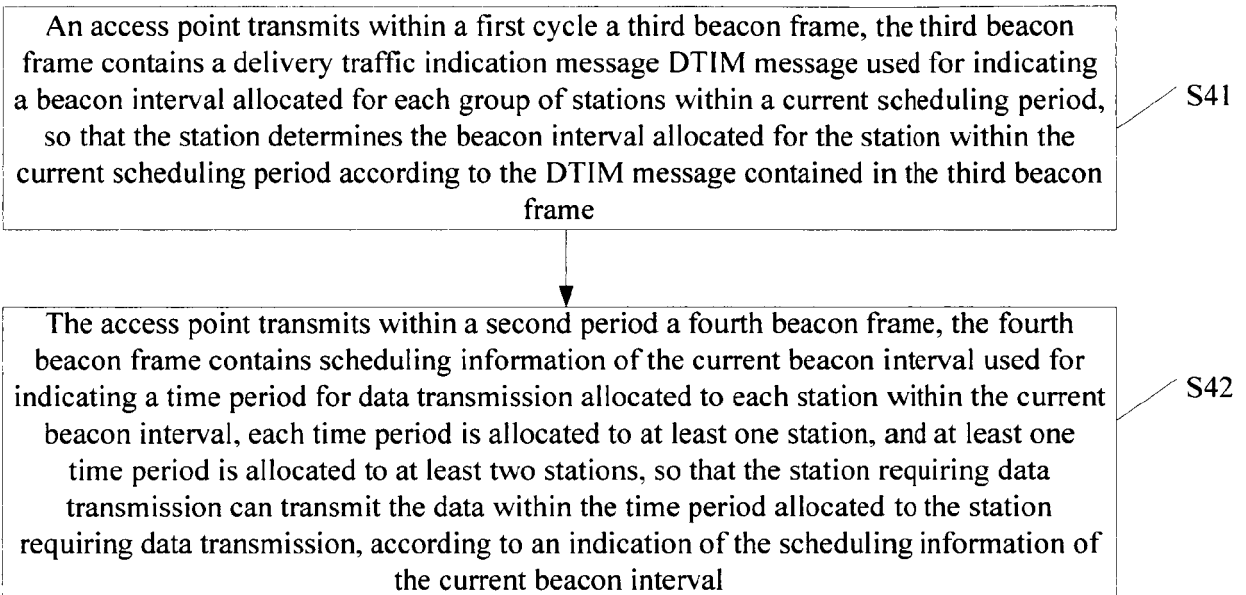 An access point transmits within a first cycle a third beacon frame, the third beacon
frame contains a delivery traffic indication message DTIM message used for indicating
a beacon interval allocated for each group of stations within a current scheduling period,
so that the station determines the beacon interval allocated for the station within the
current scheduling period according to the DTIM message contained in the third beacon
frame
S41
The access point transmits within a second period a fourth beacon frame, the fourth
beacon frame contains scheduling information of the current beacon interval used for
indicating a time period for data transmission allocated to each station within the current
beacon interval, each time period is allocated to at least one station, and at least one
time period is allocated to at least two stations, so that the station requiring data
transmission can transmit the data within the time period allocated to the station
requiring data transmission, according to an indication of the scheduling information of
the current beacon interval
S42